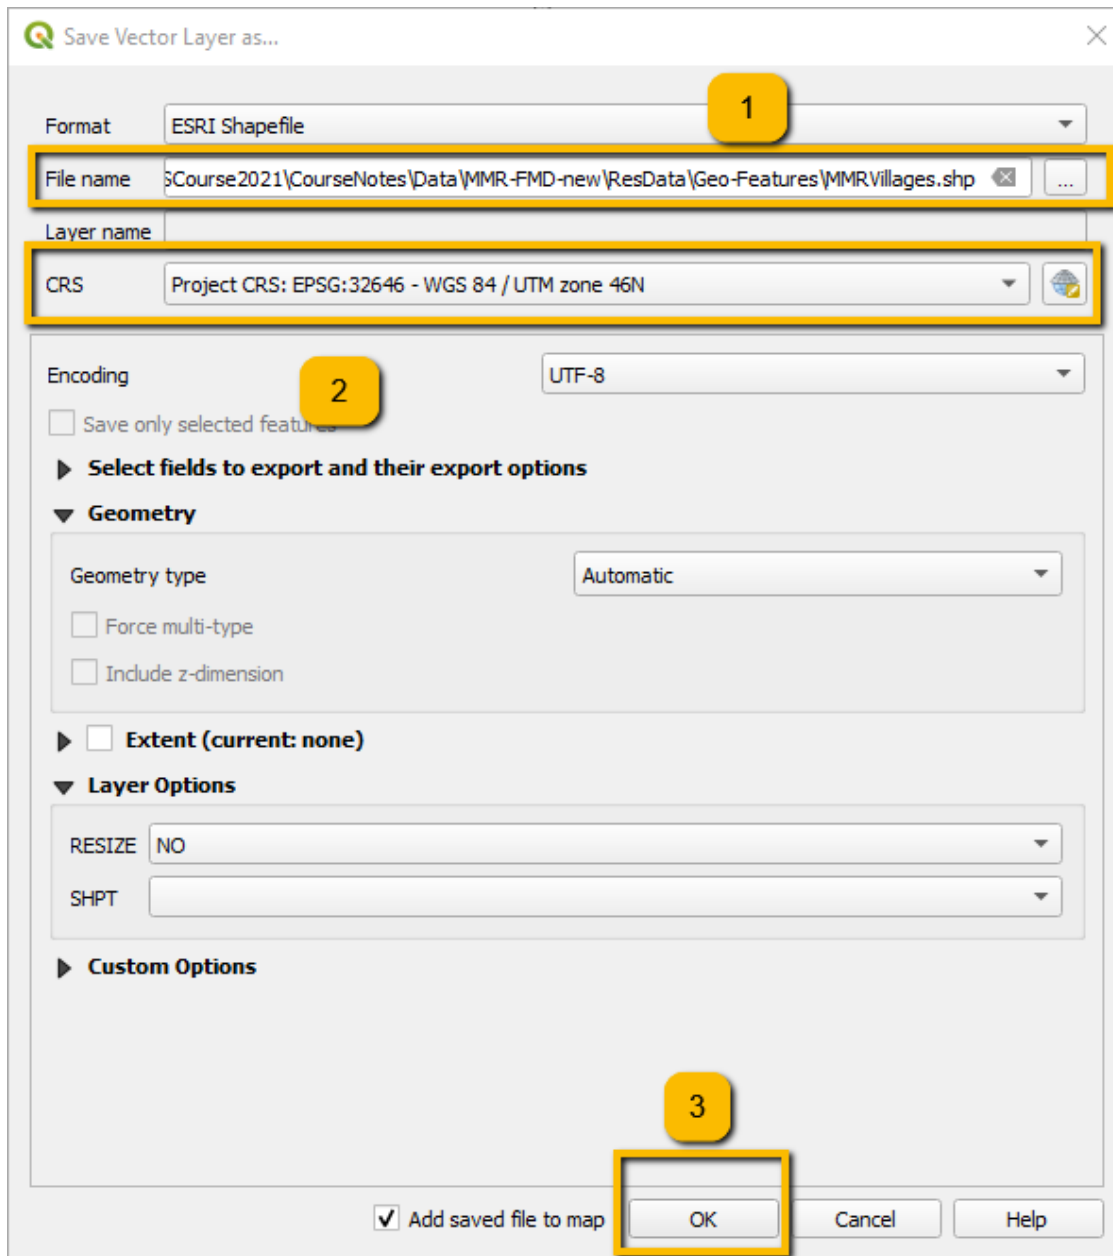 Save Vector Layer as...
1
Format ESRI Shapefile
File name SCourse2021\CourseNotes\Data\MMR-FMD-new\ResData\Geo-Features\MMRVillages.shp ...
Layer name
CRS Project CRS: EPSG:32646 - WGS 84 / UTM zone 46N
Encoding UTF-8
2
Save only selected features
Select fields to export and their export options
Geometry
Geometry type Automatic
Force multi-type
Include z-dimension
Extent (current: none)
Layer Options
RESIZE NO
SHPT
Custom Options
3
Add saved file to map OK Cancel Help